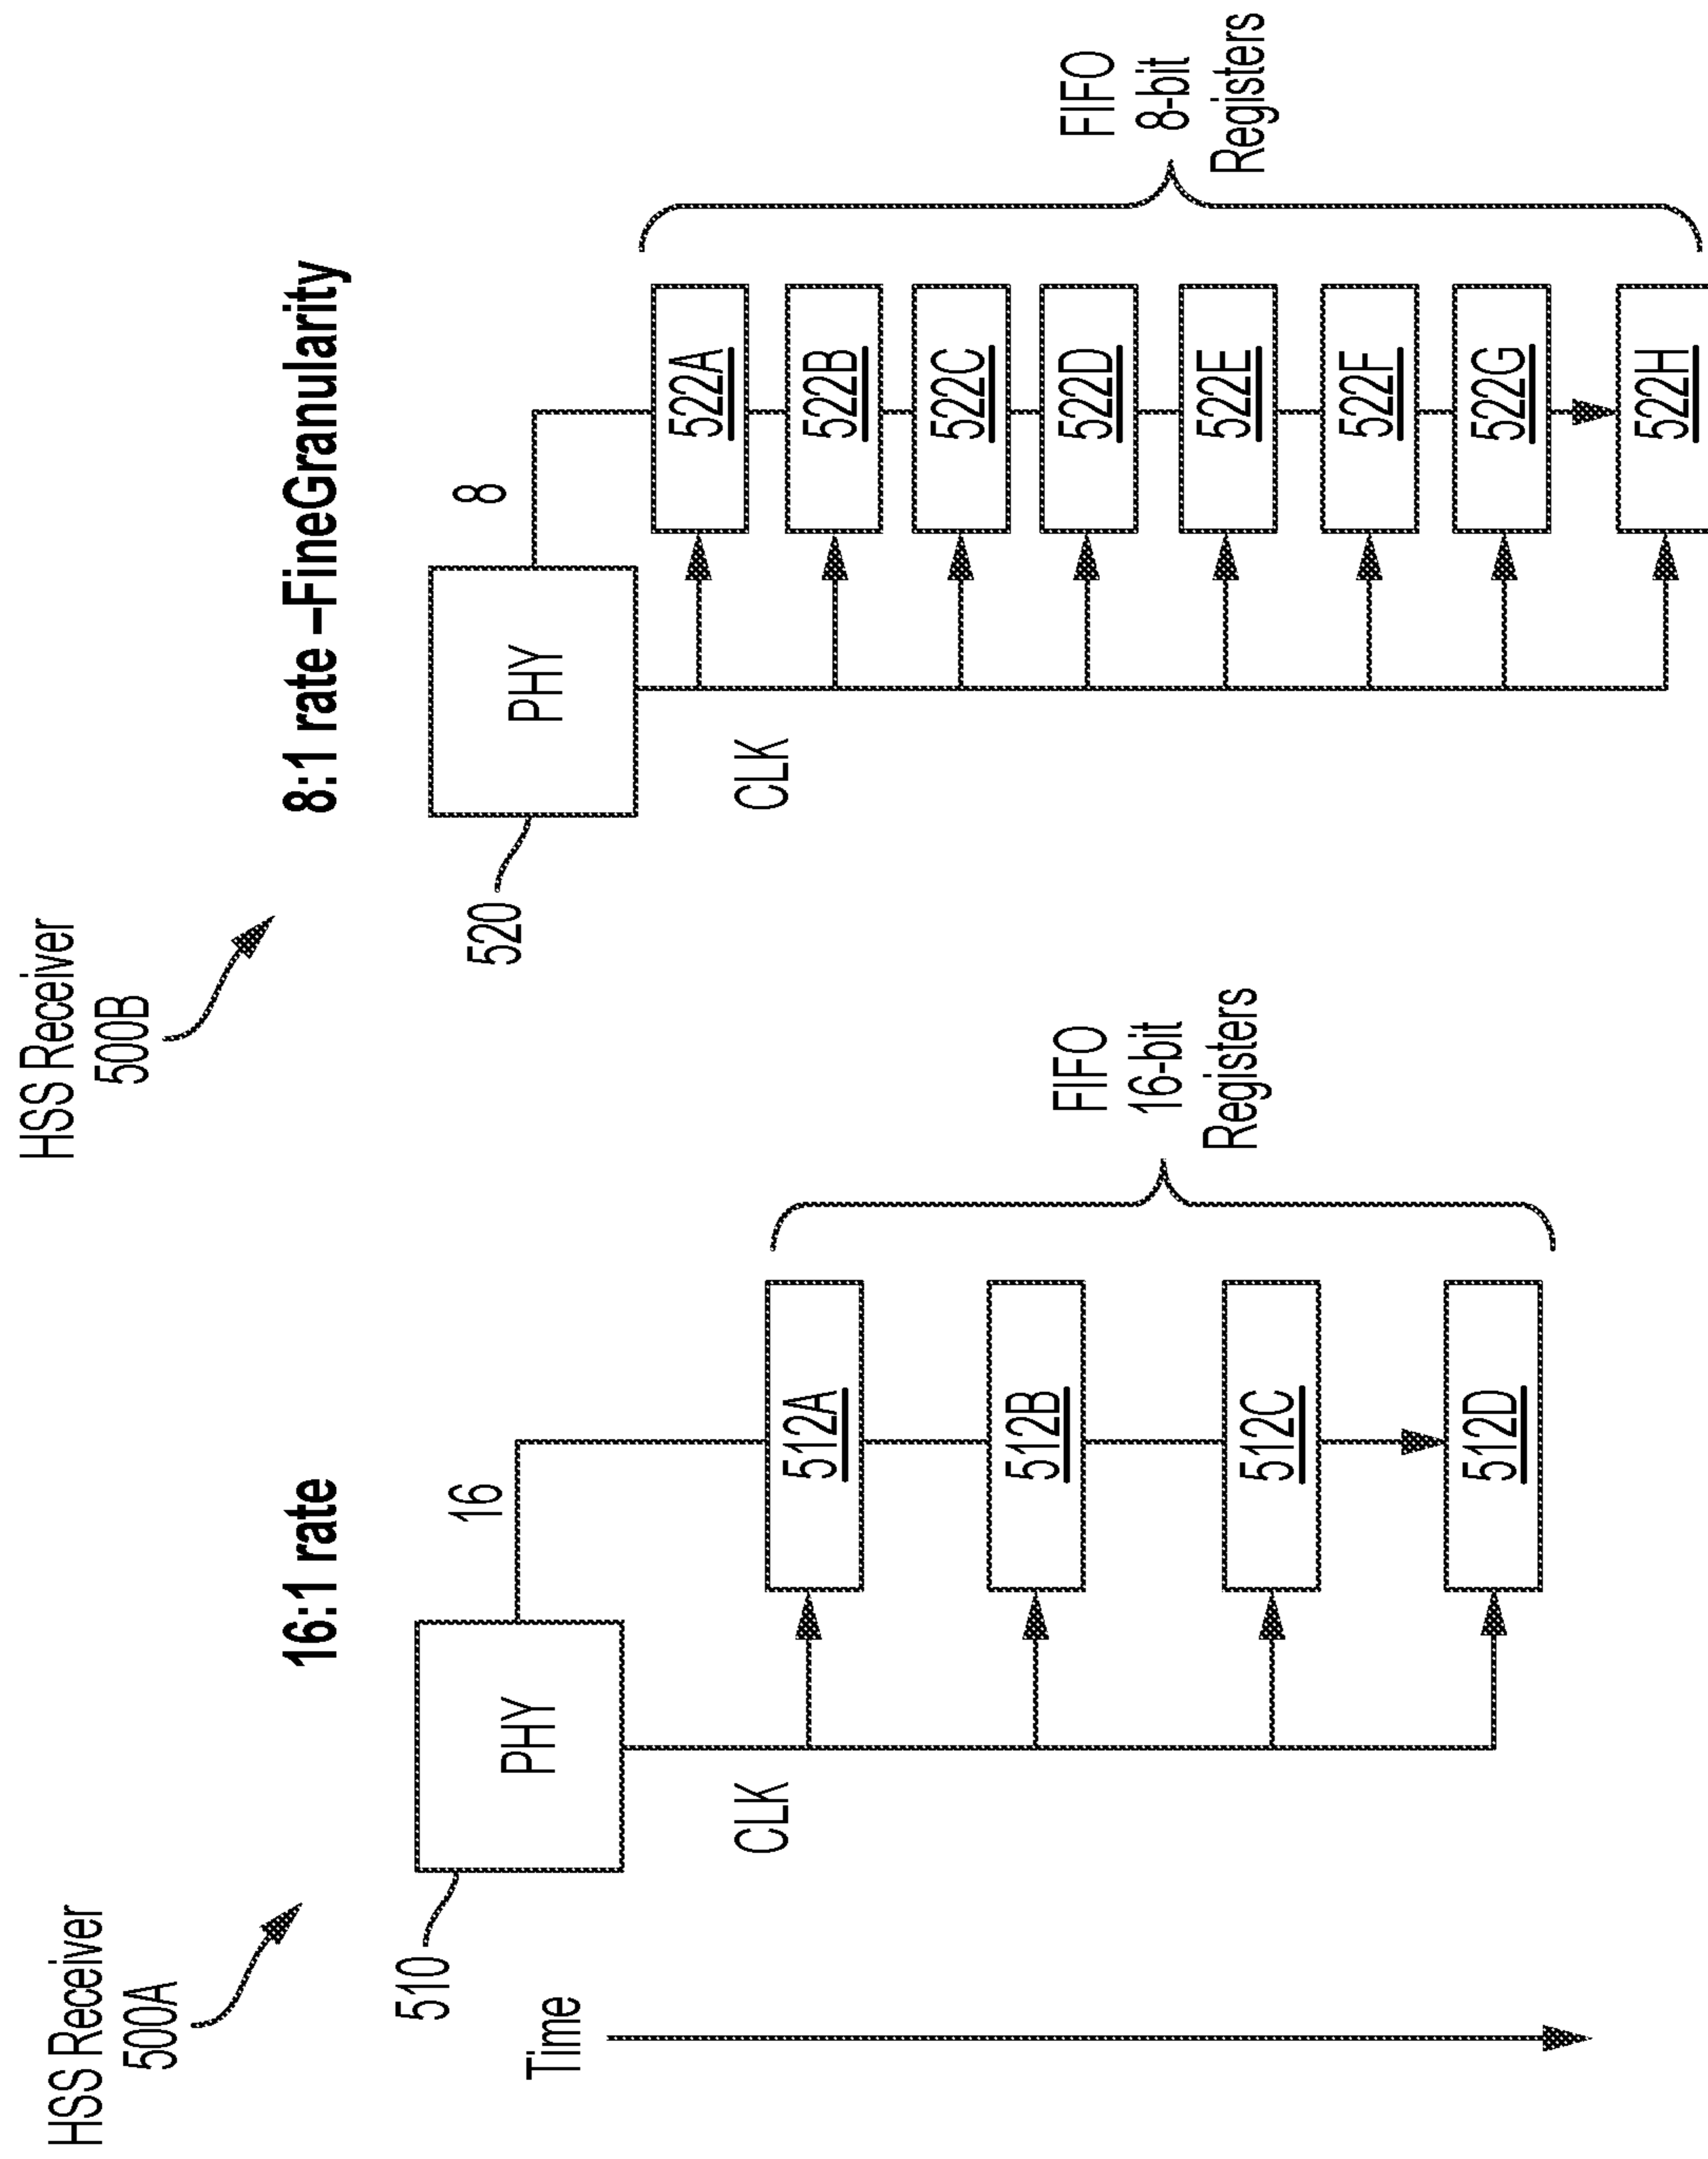 HSS Receiver
500A
16:1 rate
510
PHY
16
CLK
Time
512A
512B
512C
512D
FIFO
16-bit
Registers
HSS Receiver
500B
8:1 rate –FineGranularity
520
PHY
8
CLK
522A
522B
522C
522D
522E
522F
522G
522H
FIFO
8-bit
Registers